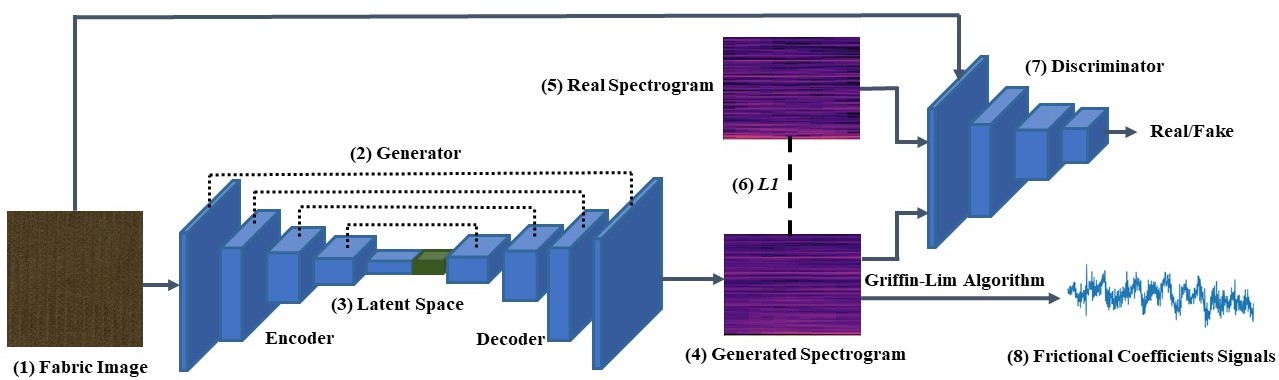 (7) Discriminator
(5) Real Spectrogram
Real/Fake
(2) Generator
(6) L1
Griffin-Lim Algorithm
(3) Latent Space
Encoder
Decoder
(1) Fabric Image
(4) Generated Spectrogram
(8) Frictional Coefficients Signals